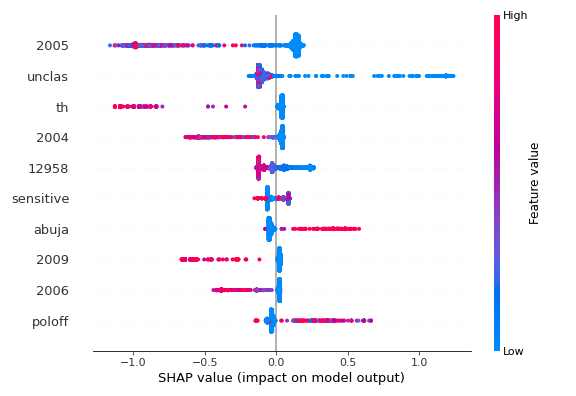 High
2005
unclas
th
2004
12958
sensitive
abuja
2009
2006
poloff
Low
Feature value
−1.0 −0.5 0.0 0.5 1.0
SHAP value (impact on model output)